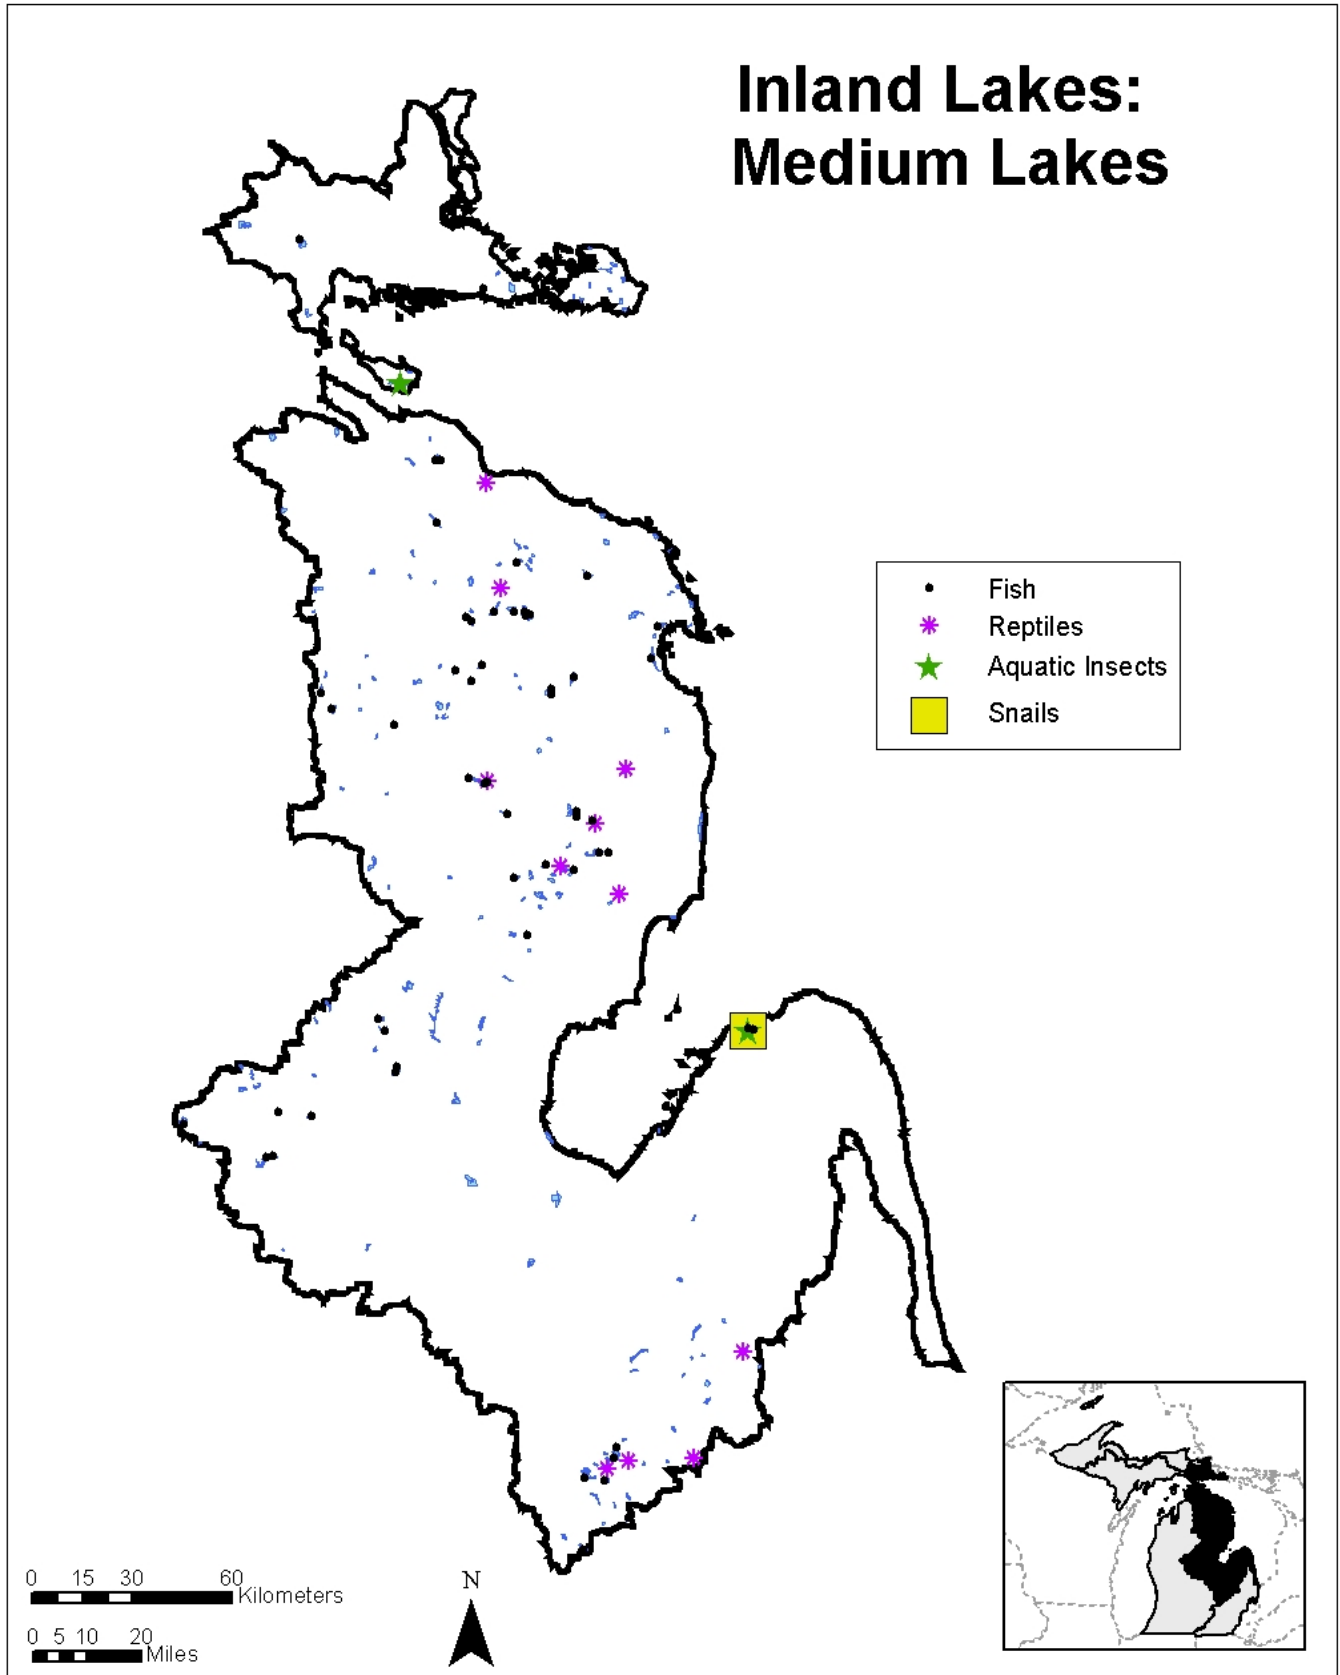 Inland Lakes:
Medium Lakes
Fish
Reptiles
Aquatic Insects
Snails
0 15 30 60
Kilometers
0 5 10 20
Miles
N